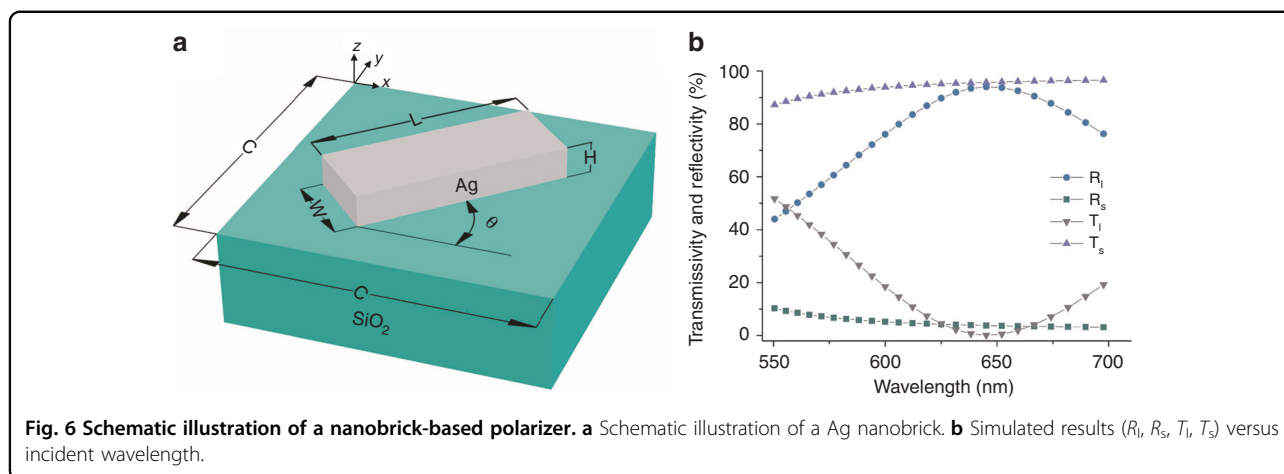 a
z
y
x
C
L
H
Ag
W
θ
C
SiO2
b
Transmissivity and reflectivity (%)
100
80
60
40
20
0
550
600
650
700
Wavelength (nm)
Rl
Rs
Tl
Ts
Fig. 6 Schematic illustration of a nanobrick-based polarizer. a Schematic illustration of a Ag nanobrick. b Simulated results (Rl, Rs, Tl, Ts) versus
incident wavelength.